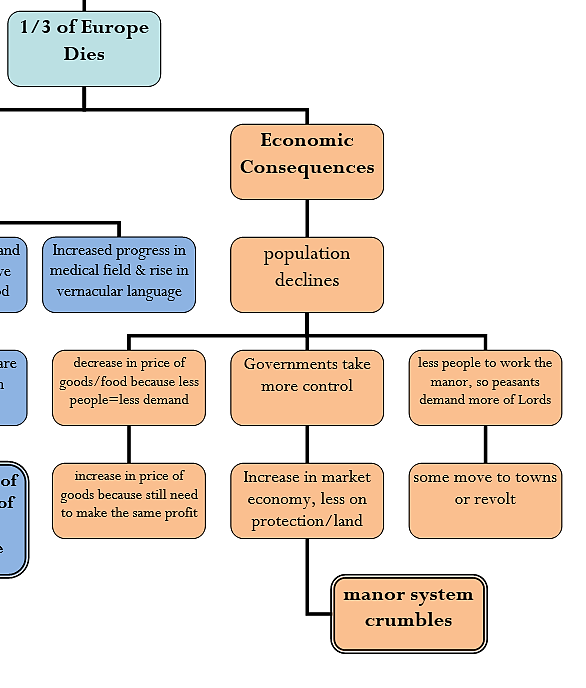 1/3 of Europe
Dies
Economic
Consequences
and
Increased progress in
medical field & rise in
vernacular language
population
declines
decrease in price of
goods/food because less
people=less demand
Governments take
more control
less people to work the
manor, so peasants
demand more of Lords
increase in price of
goods because still need
to make the same profit
Increase in market
economy, less on
protection/land
some move to towns
or revolt
of
of
manor system
crumbles